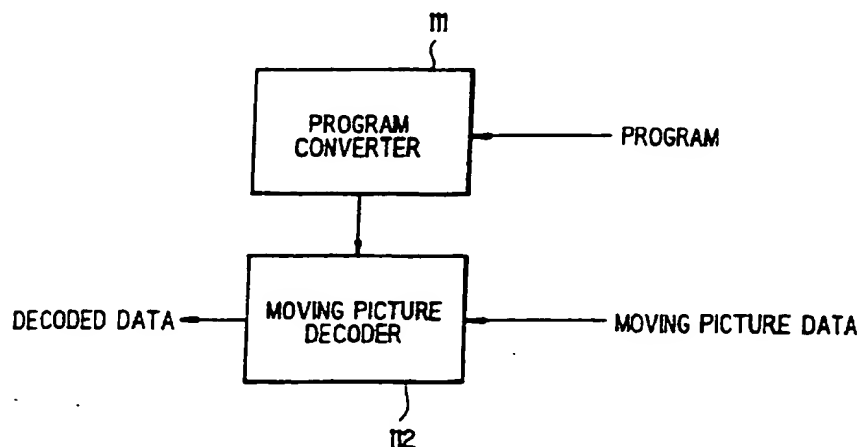 111
PROGRAM
CONVERTER
PROGRAM
MOVING PICTURE
DECODER
DECODED DATA
MOVING PICTURE DATA
112